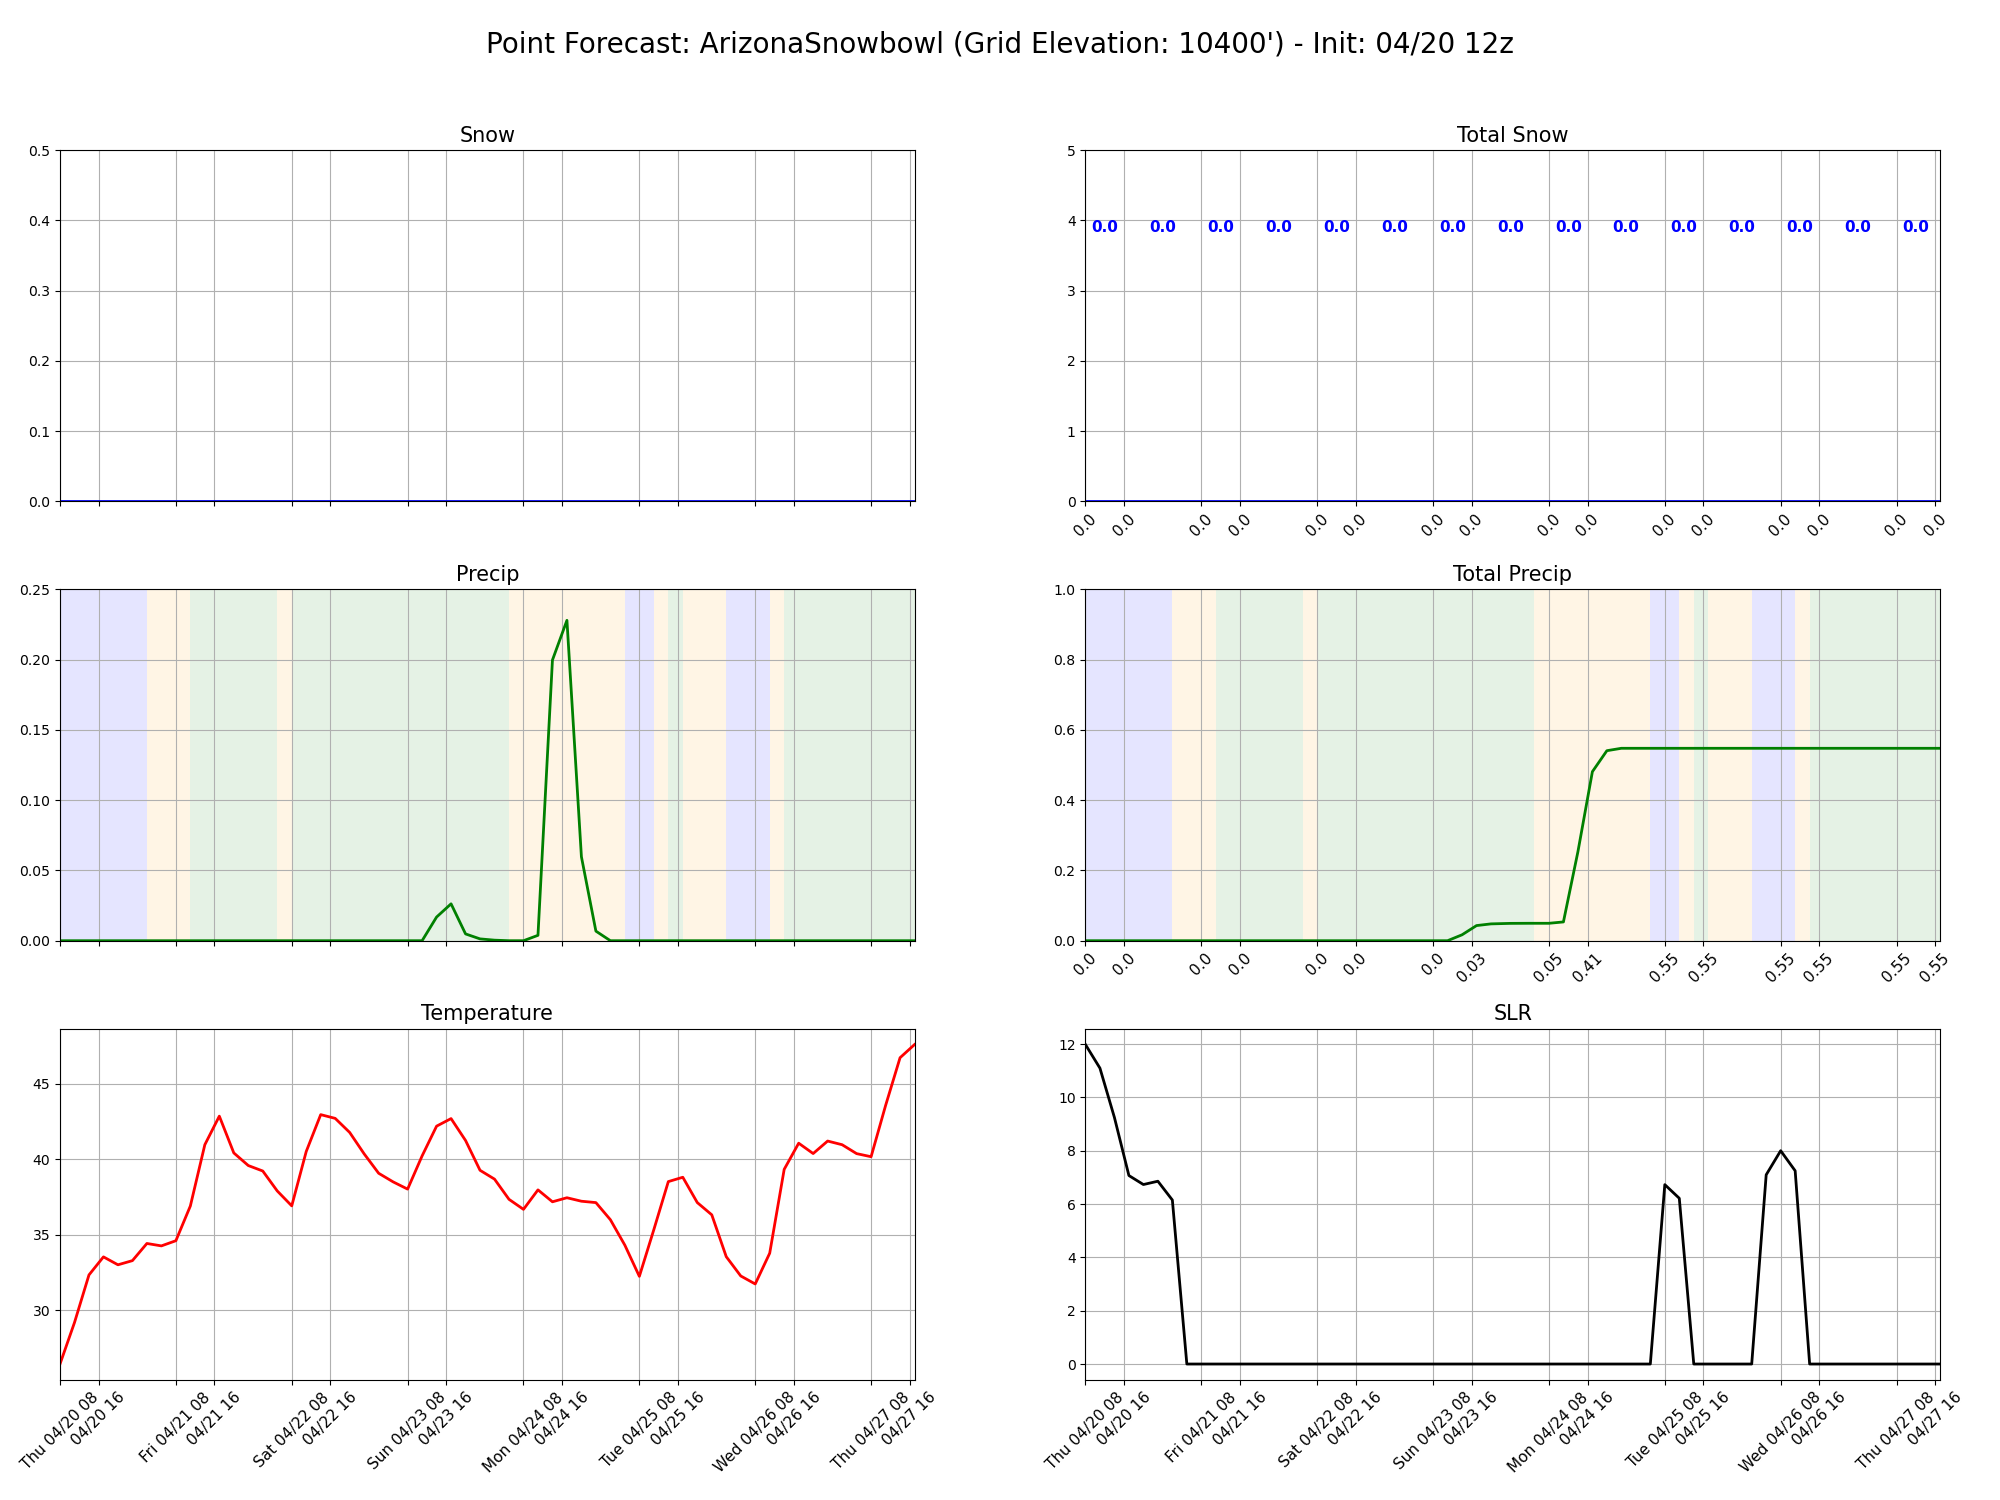 Point Forecast: ArizonaSnowbowl (Grid Elevation: 10400') - Init: 04/20 12z
Snow
0.5
0.4
0.3
0.2
0.1
0.0
Total Snow
5
4
3
2
1
0
0.0 0.0 0.0 0.0 0.0 0.0 0.0 0.0 0.0 0.0 0.0 0.0 0.0 0.0 0.0
0.0 0.0 0.0 0.0 0.0 0.0 0.0 0.0 0.0 0.0 0.0 0.0 0.0 0.0 0.0 0.0
Precip
0.25
0.20
0.15
0.10
0.05
0.00
Total Precip
1.0
0.8
0.6
0.4
0.2
0.0
0.0 0.0 0.0 0.0 0.0 0.0 0.0 0.03 0.05 0.41 0.55 0.55 0.55 0.55 0.55 0.55
Temperature
45
40
35
30
Thu 04/20 08
04/20 16
Fri 04/21 08
04/21 16
Sat 04/22 08
04/22 16
Sun 04/23 08
04/23 16
Mon 04/24 08
04/24 16
Tue 04/25 08
04/25 16
Wed 04/26 08
04/26 16
Thu 04/27 08
04/27 16
SLR
12
10
8
6
4
2
0
Thu 04/20 08
04/20 16
Fri 04/21 08
04/21 16
Sat 04/22 08
04/22 16
Sun 04/23 08
04/23 16
Mon 04/24 08
04/24 16
Tue 04/25 08
04/25 16
Wed 04/26 08
04/26 16
Thu 04/27 08
04/27 16